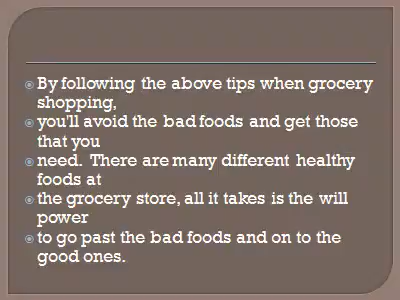 By following the above tips when grocery
shopping,
you'll avoid the bad foods and get those
that you
need. There are many different healthy
foods at
the grocery store, all it takes is the will
power
to go past the bad foods and on to the
good ones.